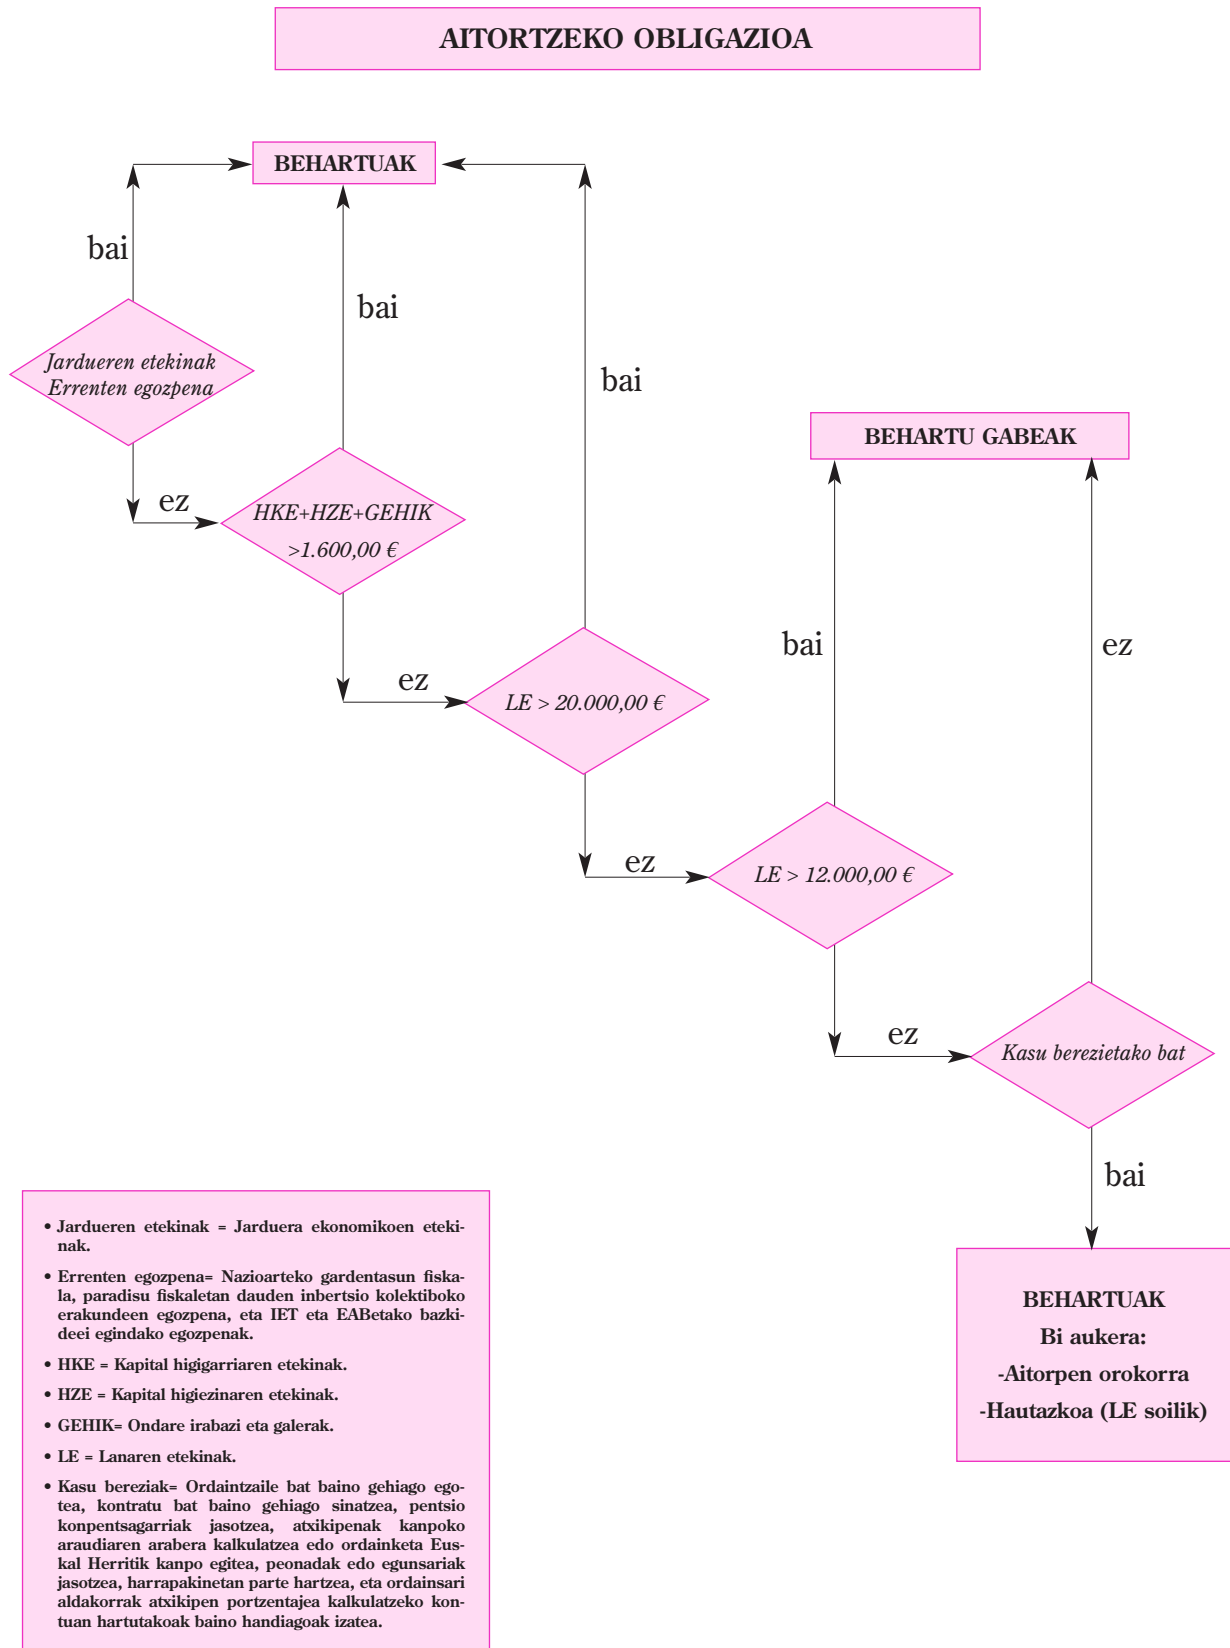 AITORTZEKO OBLIGAZIOA
BEHARTUAK
bai
bai
bai
Jardueren etekinak
Errenten egozpena
ez
HKE+HZE+GEHIK
>1.600,00 €
ez
LE > 20.000,00 €
ez
BEHARTU GABEAK
bai
ez
LE > 12.000,00 €
ez
Kasu berezietako bat
bai
BEHARTUAK
Bi aukera:
-Aitorpen orokorra
-Hautazkoa (LE soilik)
• Jardueren etekinak = Jarduera ekonomikoen eteki-
nak.
• Errenten egozpena= Nazioarteko gardentasun fiska-
la, paradisu fiskaletan dauden inbertsio kolektiboko
erakundeen egozpena, eta IET eta EABetako bazki-
deei egindako egozpenak.
• HKE = Kapital higigarriaren etekinak.
• HZE = Kapital higiezinaren etekinak.
• GEHIK= Ondare irabazi eta galerak.
• LE = Lanaren etekinak.
• Kasu bereziak= Ordaintzaile bat baino gehiago ego-
tea, kontratu bat baino gehiago sinatzea, pentsio
konpentsagarriak jasotzea, atxikipenak kanpoko
araudiaren arabera kalkulatzea edo ordainketa Eus-
kal Herritik kanpo egitea, peonadak edo egunsariak
jasotzea, harrapakinetan parte hartzea, eta ordainsari
aldakorrak atxikipen portzentajea kalkulatzeko kon-
tuan hartutakoak baino handiagoak izatea.